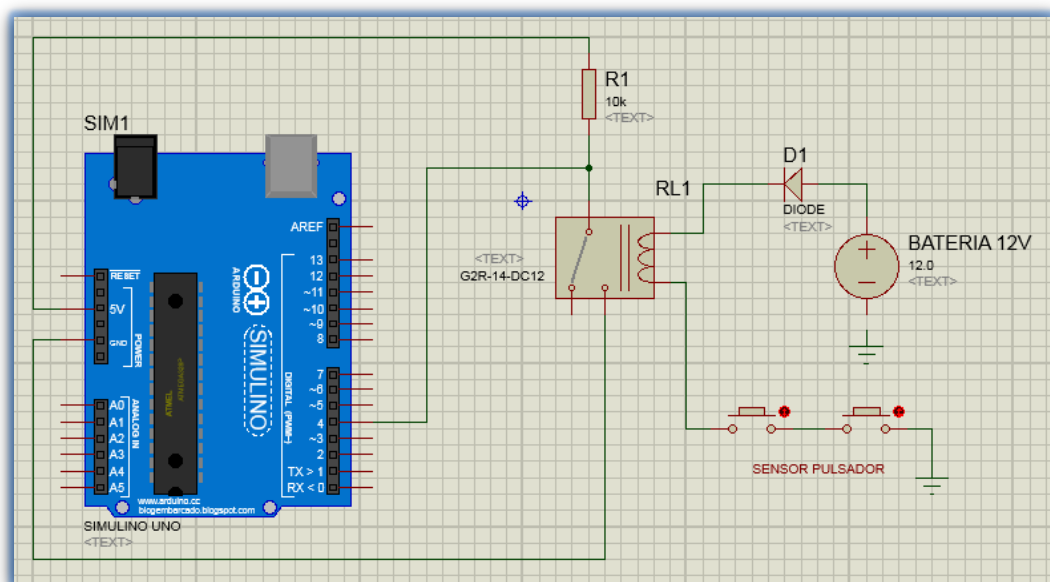 SIM1
AREF
13
12
~11
~10
~9
8
7
~6
~5
4
~3
2
TX > 1
RX < 0
RESET
5V
GND
POWER
A0
A1
A2
A3
A4
A5
ANALOG IN
ATMEL
ARDUINO
SIMULINO
DIGITAL (PWM~)
www.arduino.cc
blogembarcado.blogspot.com
SIMULINO UNO
<TEXT>
R1
10k
<TEXT>
RL1
<TEXT>
G2R-14-DC12
D1
DIODE
<TEXT>
BATERIA 12V
12.0
<TEXT>
SENSOR PULSADOR